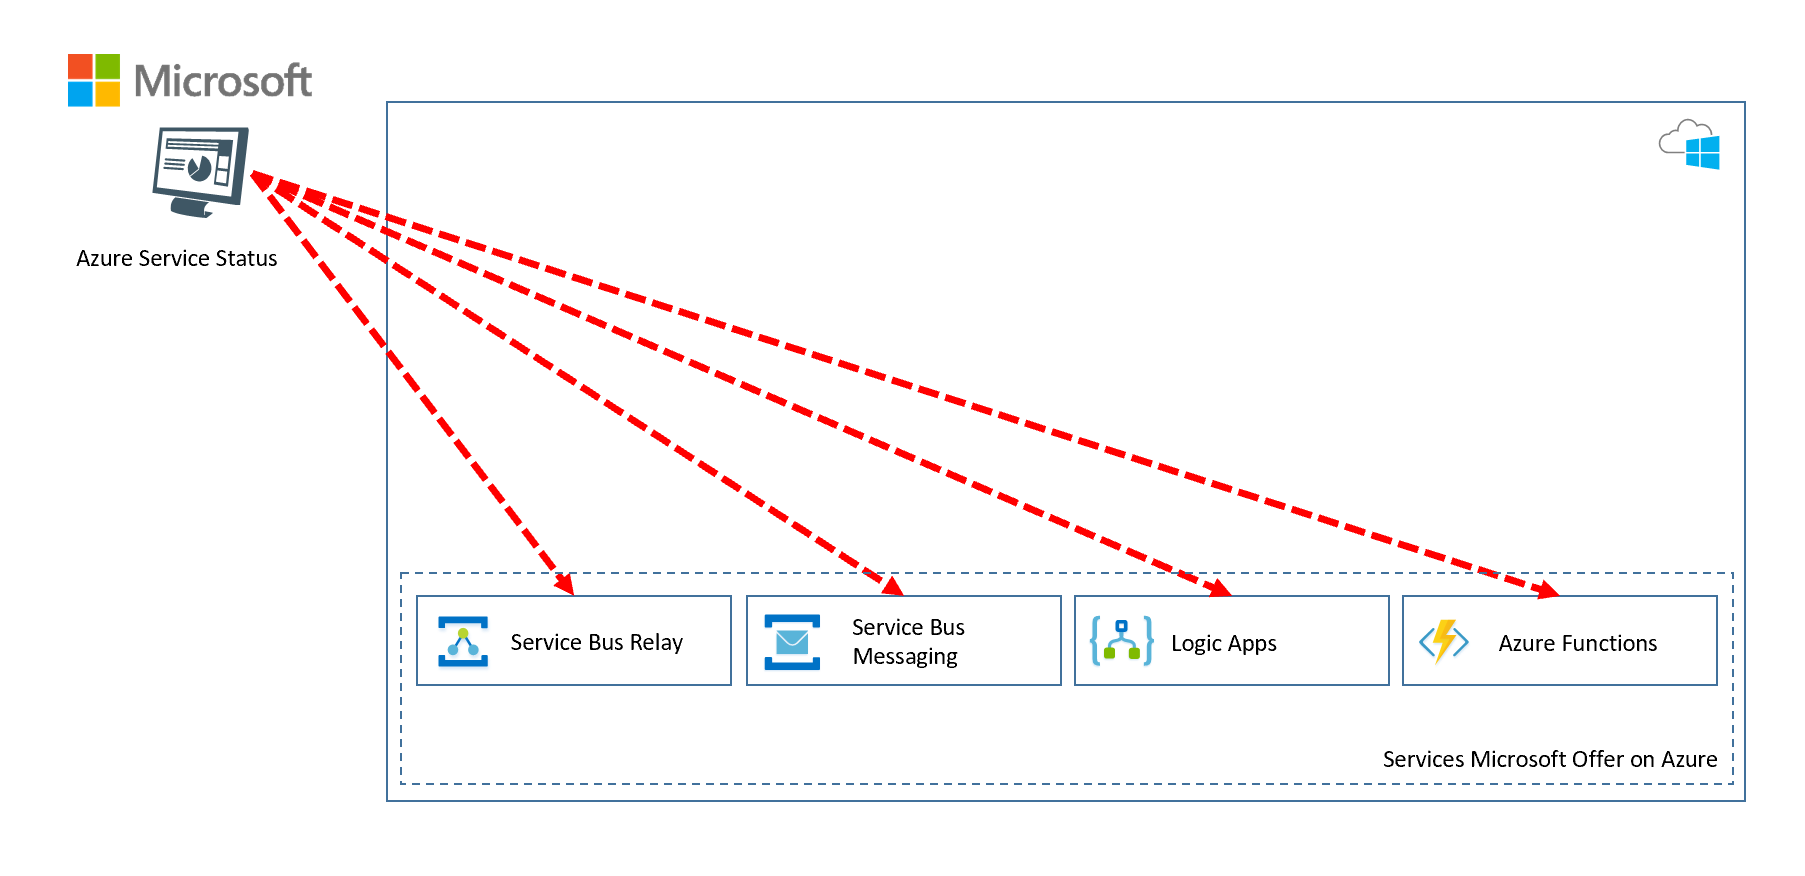 Microsoft
Azure Service Status
Service Bus Relay
Service Bus
Messaging
Logic Apps
Azure Functions
Services Microsoft Offer on Azure